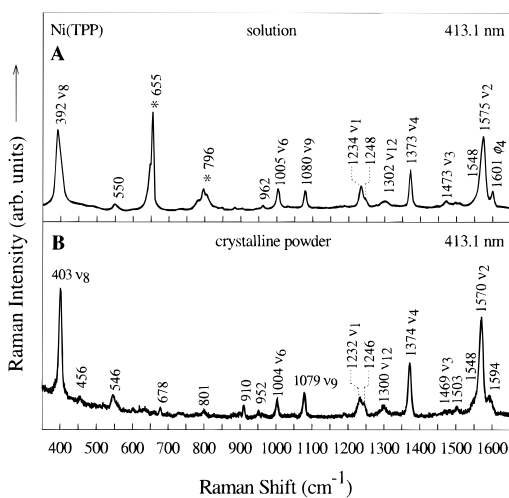 Ni(TPP) solution 413.1 nm
A
392 ν8
550
* 655
* 796
962
1005 ν6
1080 ν9
1234 ν1
1248
1302 ν12
1373 ν4
1473 ν3
1548
1575 ν2
1601 φ4
B crystalline powder 413.1 nm
403 ν8
456
546
678
801
910
952
1004 ν6
1079 ν9
1232 ν1
1246
1300 ν12
1374 ν4
1469 ν3
1503
1548
1570 ν2
1594
Raman Intensity (arb. units)
400 500 600 700 800 900 1000 1100 1200 1300 1400 1500 1600
Raman Shift (cm-1)